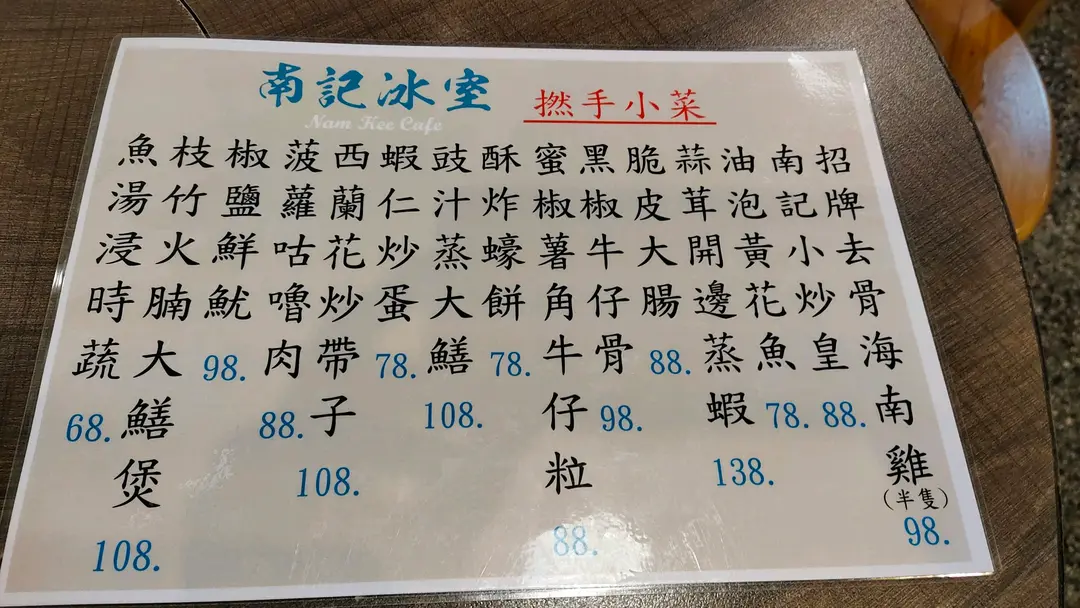 南記冰室
Nam Kee Cafe
撚手小菜
招牌去骨海南雞
(半隻)
98.
南記小炒皇
88.
油泡黃花魚
78.
蒜茸開邊蒸蝦
138.
脆皮大腸
88.
黑椒牛仔骨
98.
蜜椒薯角牛仔粒
88.
酥炸蠔餅
78.
豉汁蒸大鱔
108.
蝦仁炒蛋
78.
西蘭花炒帶子
108.
菠蘿咕嚕肉
88.
椒鹽鮮魷
98.
枝竹火腩大鱔煲
108.
魚湯浸時蔬
68.